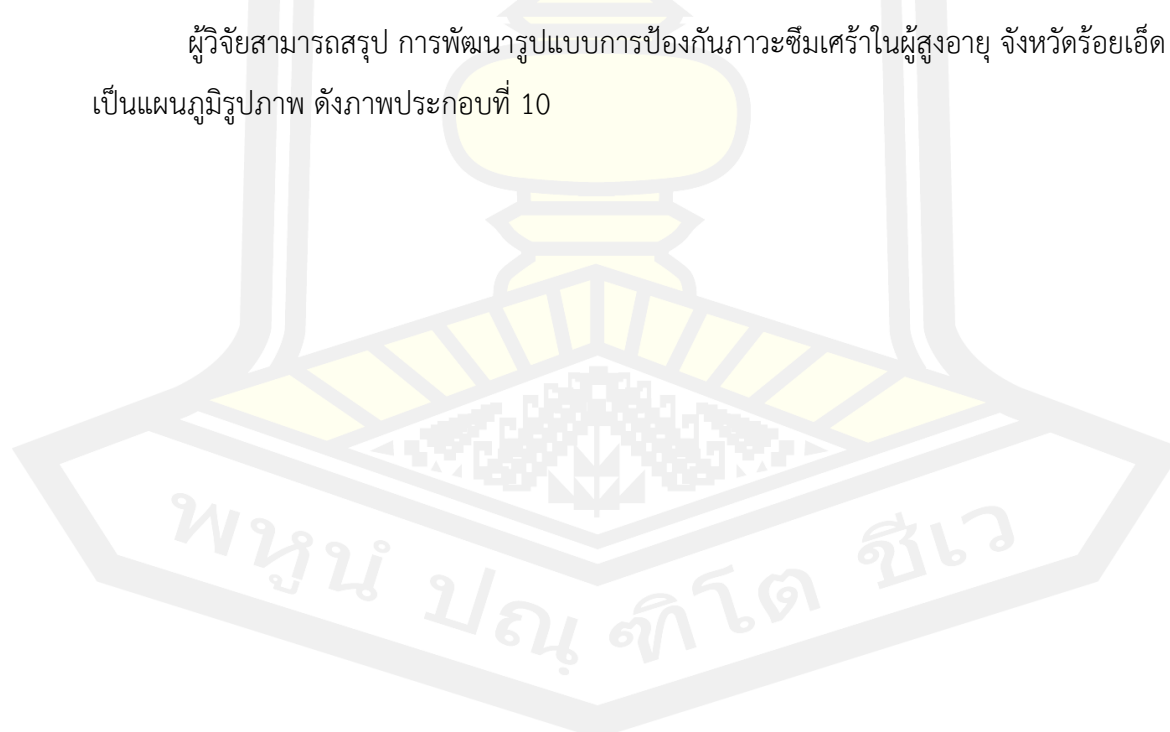 ผู้วิจัยสามารถสรุป การพัฒนารูปแบบการป้องกันภาวะซึมเศร้าในผู้สูงอายุ จังหวัดร้อยเอ็ด
เป็นแผนภูมิรูปภาพ ดังภาพประกอบที่ 10
พหูนํ ปณฺฑิโต ชีเว